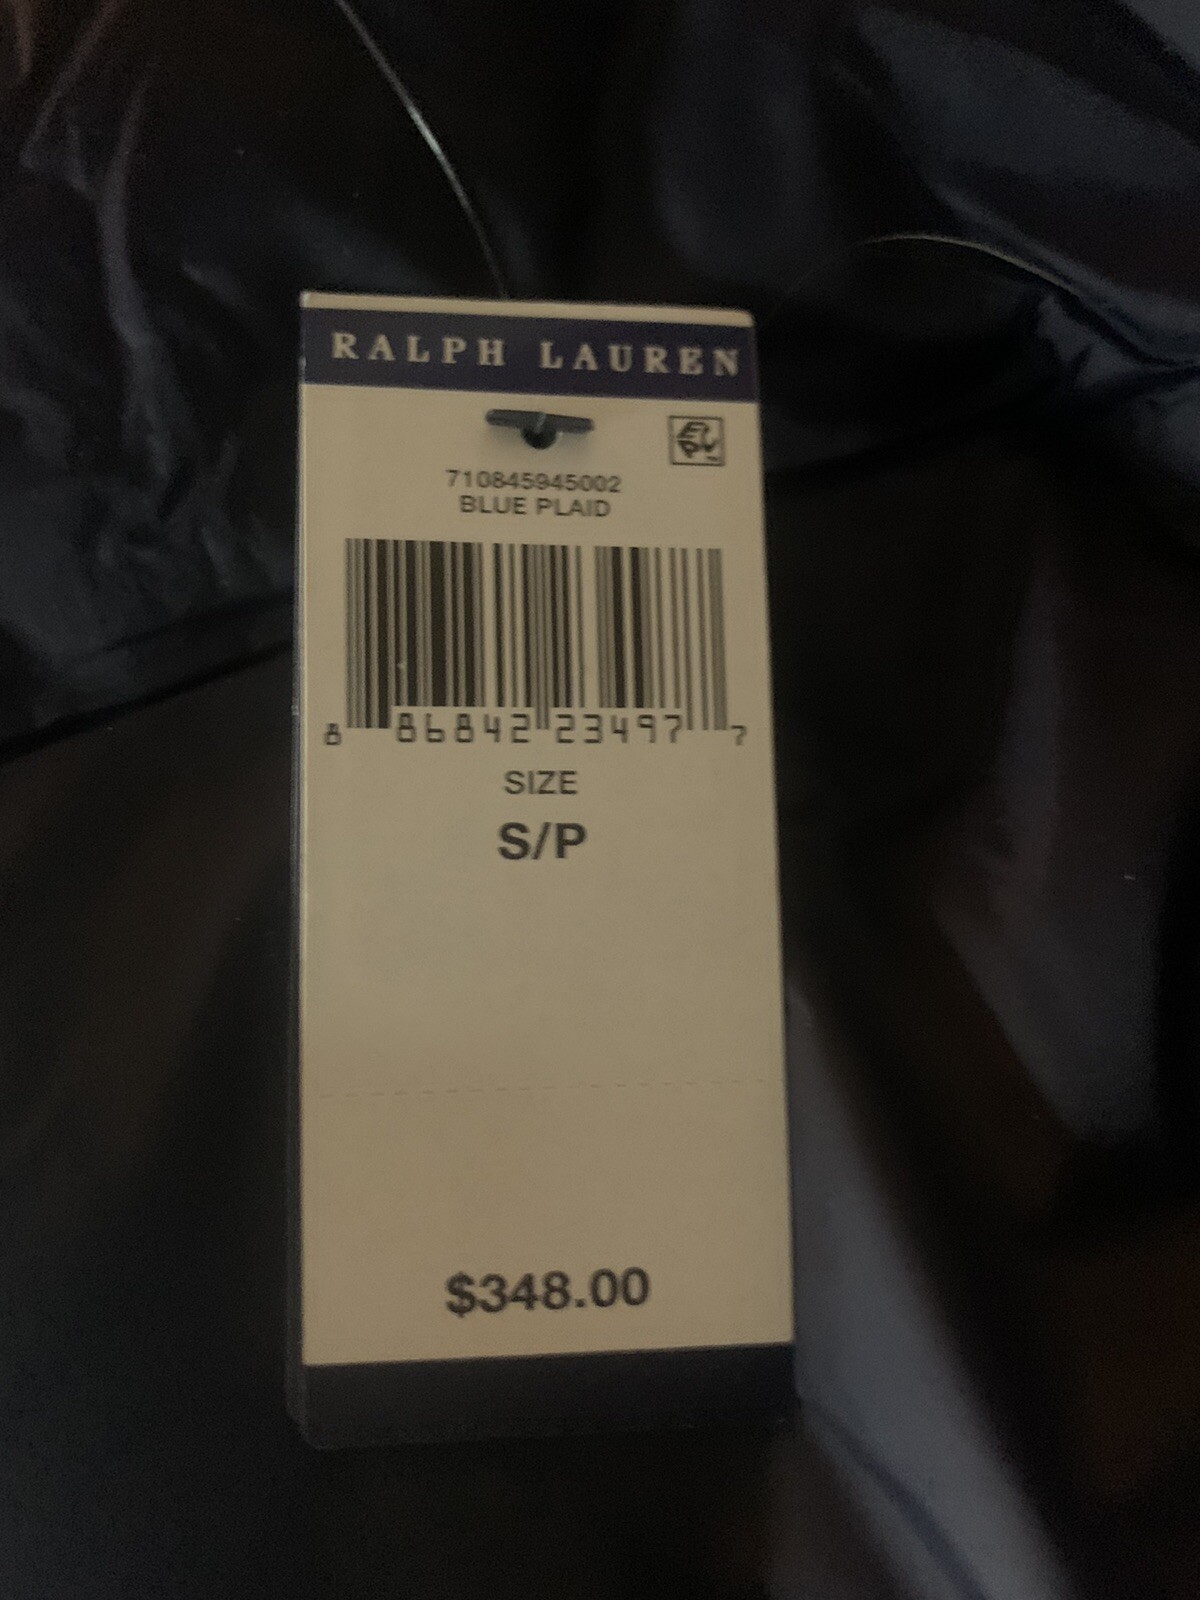 RALPH LAUREN
710845945002
BLUE PLAID
8 86842 23497 7
SIZE
S/P
$348.00